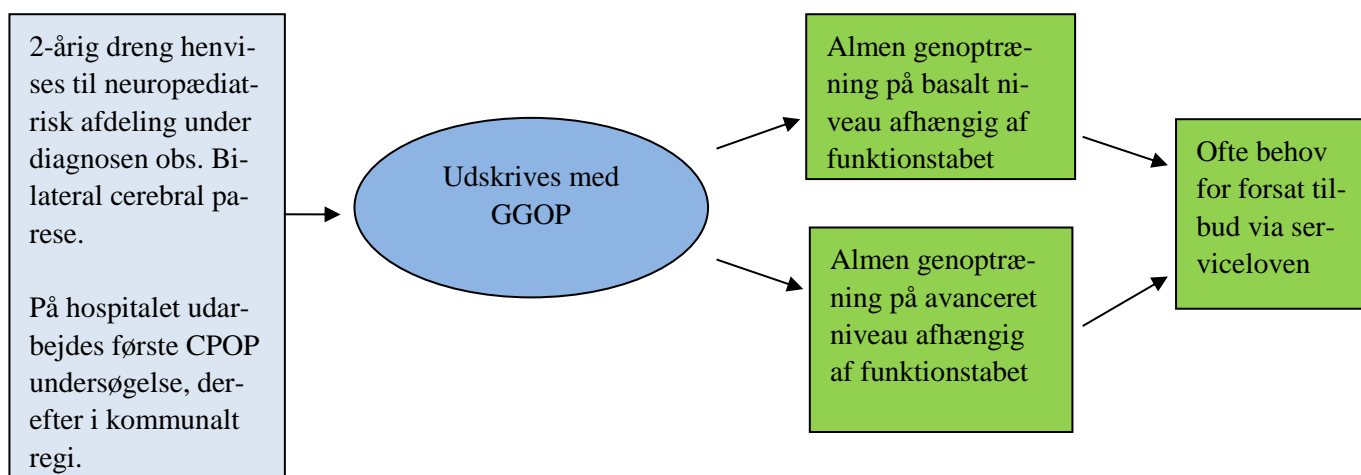 2-årig dreng henvi-
ses til neuropædiat-
risk afdeling under
diagnosen obs. Bi-
lateral cerebral pa-
rese.
På hospitalet udar-
bejdes første CPOP
undersøgelse, der-
efter i kommunalt
regi.
Udskrives med
GGOP
Almen genoptræ-
ning på basalt ni-
veau afhængig af
funktionstabet
Almen genoptræ-
ning på avanceret
niveau afhængig
af funktionstabet
Ofte behov
for forsat til-
bud via ser-
viceloven